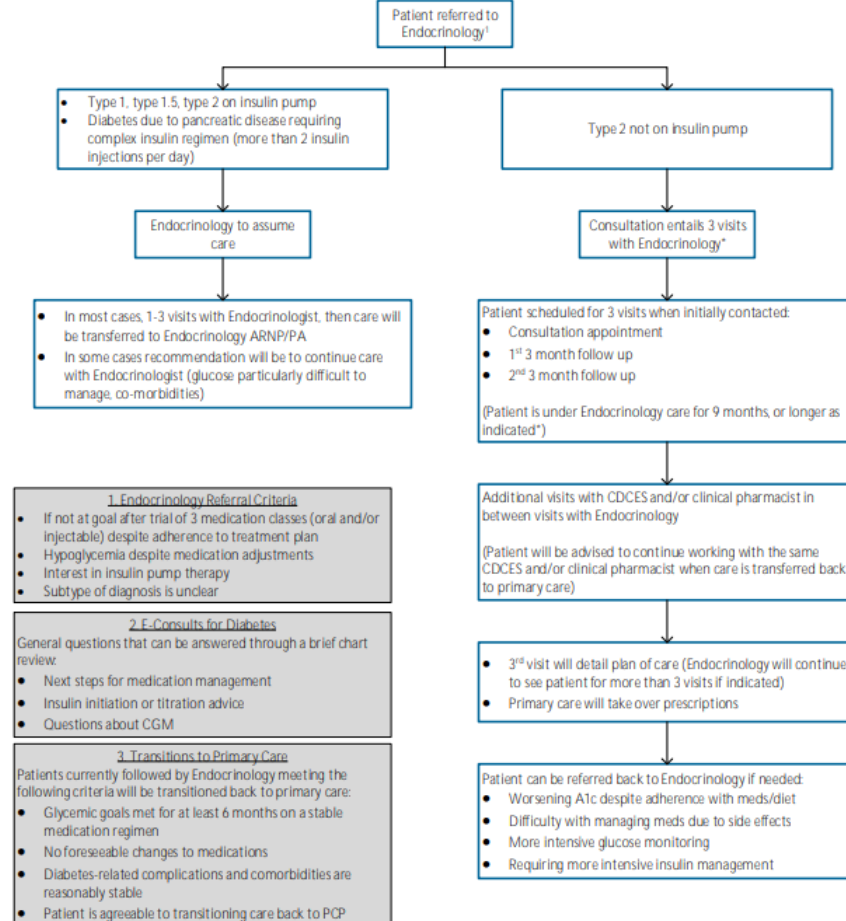 Patient referred to
Endocrinology¹
● Type 1, type 1.5, type 2 on insulin pump
● Diabetes due to pancreatic disease requiring
complex insulin regimen (more than 2 insulin
injections per day)
Endocrinology to assume
care
● In most cases, 1-3 visits with Endocrinologist, then care will
be transferred to Endocrinology ARNP/PA
● In some cases recommendation will be to continue care
with Endocrinologist (glucose particularly difficult to
manage, co-morbidities)
Type 2 not on insulin pump
Consultation entails 3 visits
with Endocrinology*
Patient scheduled for 3 visits when initially contacted:
● Consultation appointment
● 1st 3 month follow up
● 2nd 3 month follow up
(Patient is under Endocrinology care for 9 months, or longer as
indicated*)
Additional visits with CDCES and/or clinical pharmacist in
between visits with Endocrinology
(Patient will be advised to continue working with the same
CDCES and/or clinical pharmacist when care is transferred back
to primary care)
● 3rd visit will detail plan of care (Endocrinology will continue
to see patient for more than 3 visits if indicated)
● Primary care will take over prescriptions
Patient can be referred back to Endocrinology if needed:
● Worsening A1c despite adherence with meds/diet
● Difficulty with managing meds due to side effects
● More intensive glucose monitoring
● Requiring more intensive insulin management
1. Endocrinology Referral Criteria
● If not at goal after trial of 3 medication classes (oral and/or
injectable) despite adherence to treatment plan
● Hypoglycemia despite medication adjustments
● Interest in insulin pump therapy
● Subtype of diagnosis is unclear
2. E-Consults for Diabetes
General questions that can be answered through a brief chart
review:
● Next steps for medication management
● Insulin initiation or titration advice
● Questions about CGM
3. Transitions to Primary Care
Patients currently followed by Endocrinology meeting the
following criteria will be transitioned back to primary care:
● Glycemic goals met for at least 6 months on a stable
medication regimen
● No foreseeable changes to medications
● Diabetes-related complications and comorbidities are
reasonably stable
● Patient is agreeable to transitioning care back to PCP